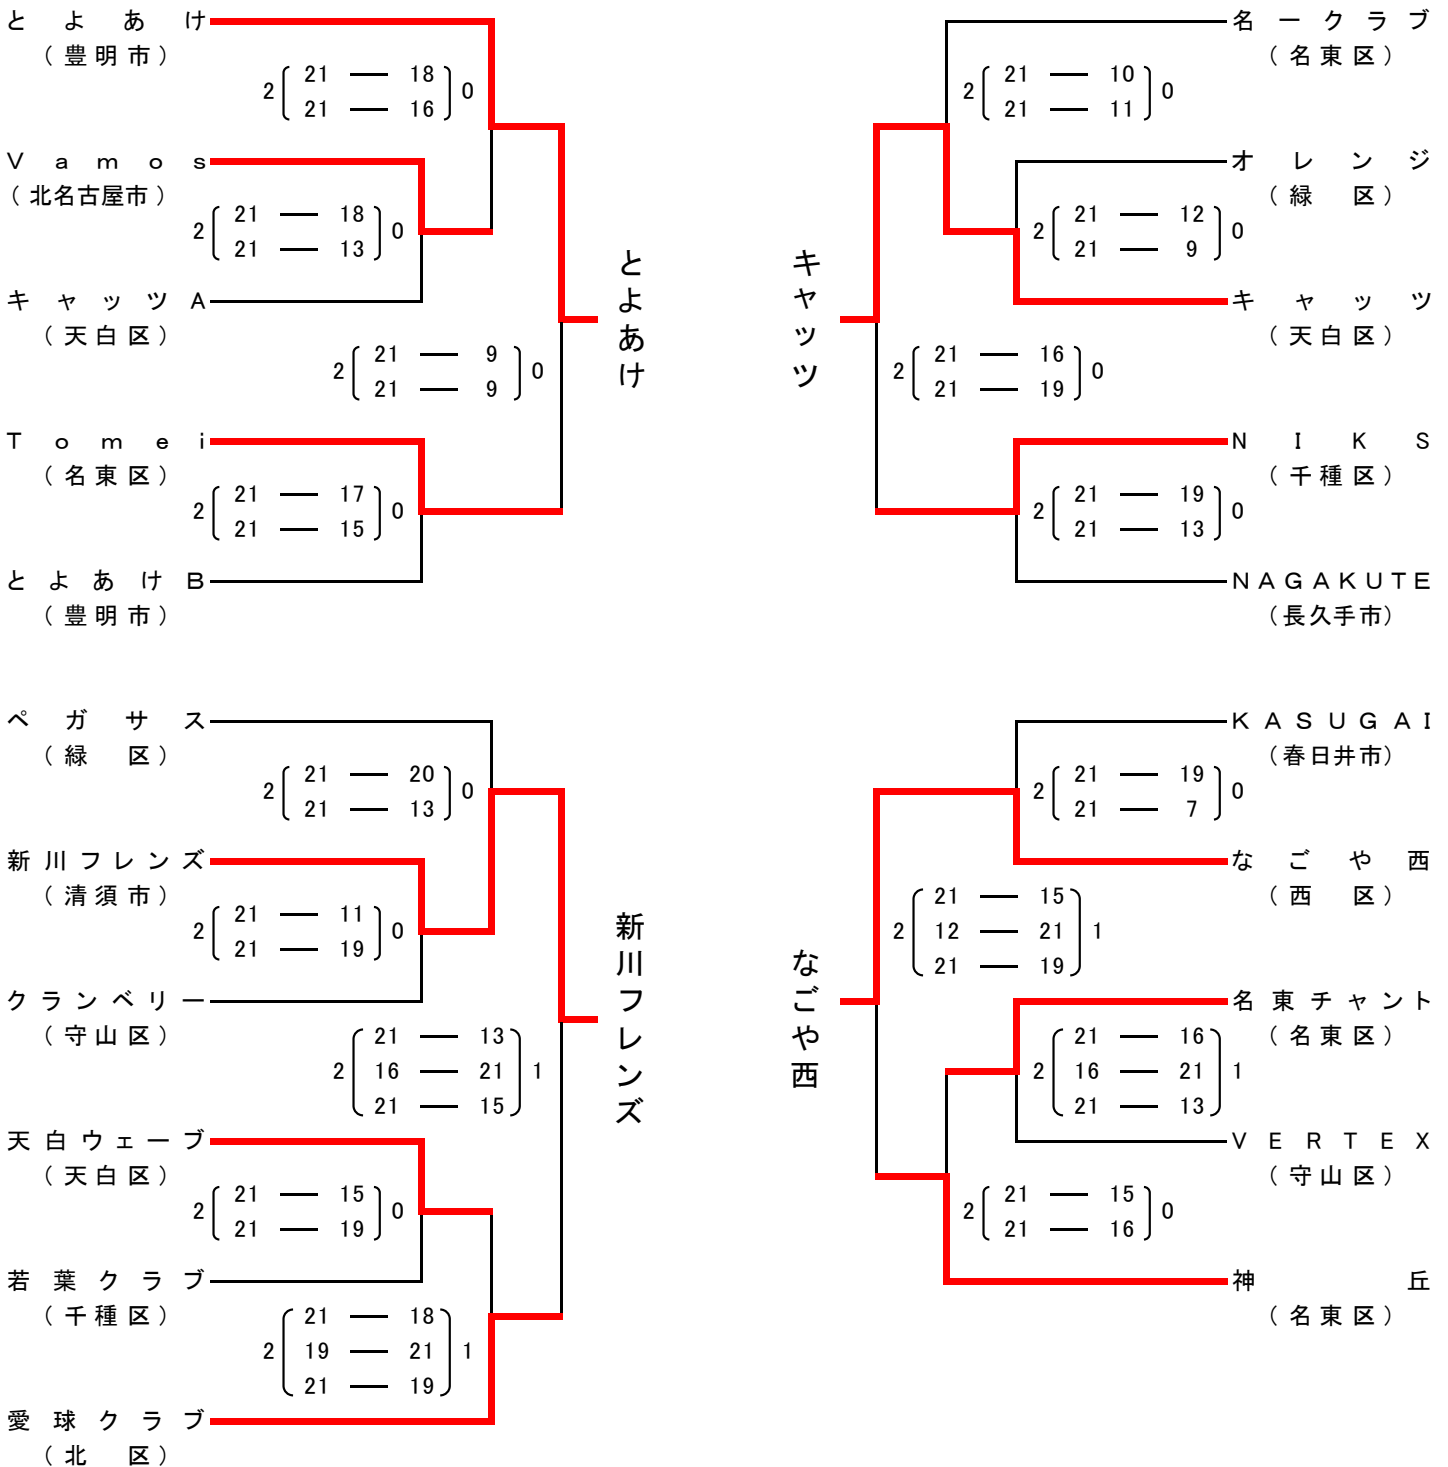 とよあけ
（豊明市）
2 21 — 18 0
21 — 16
Vamos
（北名古屋市）
2 21 — 18 0
21 — 13
キャッツA
（天白区）
2 21 — 9 0
21 — 9
Tomei
（名東区）
2 21 — 17 0
21 — 15
とよあけB
（豊明市）
とよあけ
名一クラブ
（名東区）
2 21 — 10 0
21 — 11
オレンジ
（緑　区）
2 21 — 12 0
21 — 9
キャッツ
（天白区）
2 21 — 16 0
21 — 19
NIKS
（千種区）
2 21 — 19 0
21 — 13
NAGAKUTE
（長久手市）
キャッツ
ペガサス
（緑　区）
2 21 — 20 0
21 — 13
新川フレンズ
（清須市）
2 21 — 11 0
21 — 19
クランベリー
（守山区）
21 — 13
2 16 — 21 1
21 — 15
天白ウェーブ
（天白区）
2 21 — 15 0
21 — 19
若葉クラブ
（千種区）
21 — 18
2 19 — 21 1
21 — 19
愛球クラブ
（北　区）
新川フレンズ
KASUGAI
（春日井市）
2 21 — 19 0
21 — 7
なごや西
（西　区）
21 — 15
2 12 — 21 1
21 — 19
名東チャント
（名東区）
21 — 16
2 16 — 21 1
21 — 13
VERTEX
（守山区）
2 21 — 15 0
21 — 16
神丘
（名東区）
なごや西